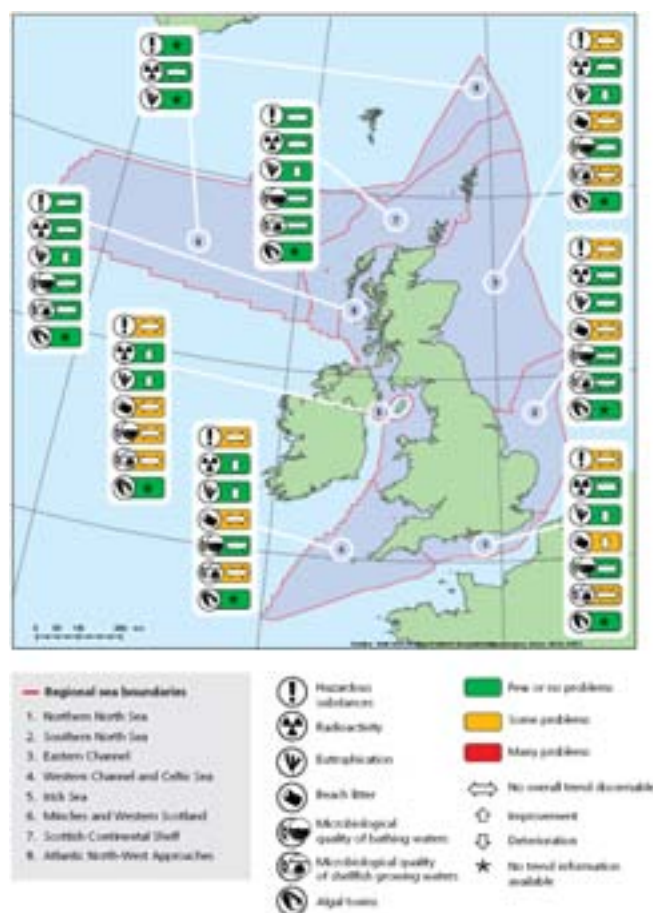 Regional sea boundaries
1. Northern North Sea
2. Southern North Sea
3. Eastern Channel
4. Western Channel and Celtic Sea
5. Irish Sea
6. Minches and Western Scotland
7. Scottish Continental Shelf
8. Atlantic North-West Approaches
Hazardous
substances
Radioactivity
Eutrophication
Beach litter
Microbiological
quality of bathing waters
Microbiological quality
of shellfish growing waters
Algal toxins
Few or no problems
Some problems
Many problems
No overall trend discernable
Improvement
Deterioration
No trend information
available